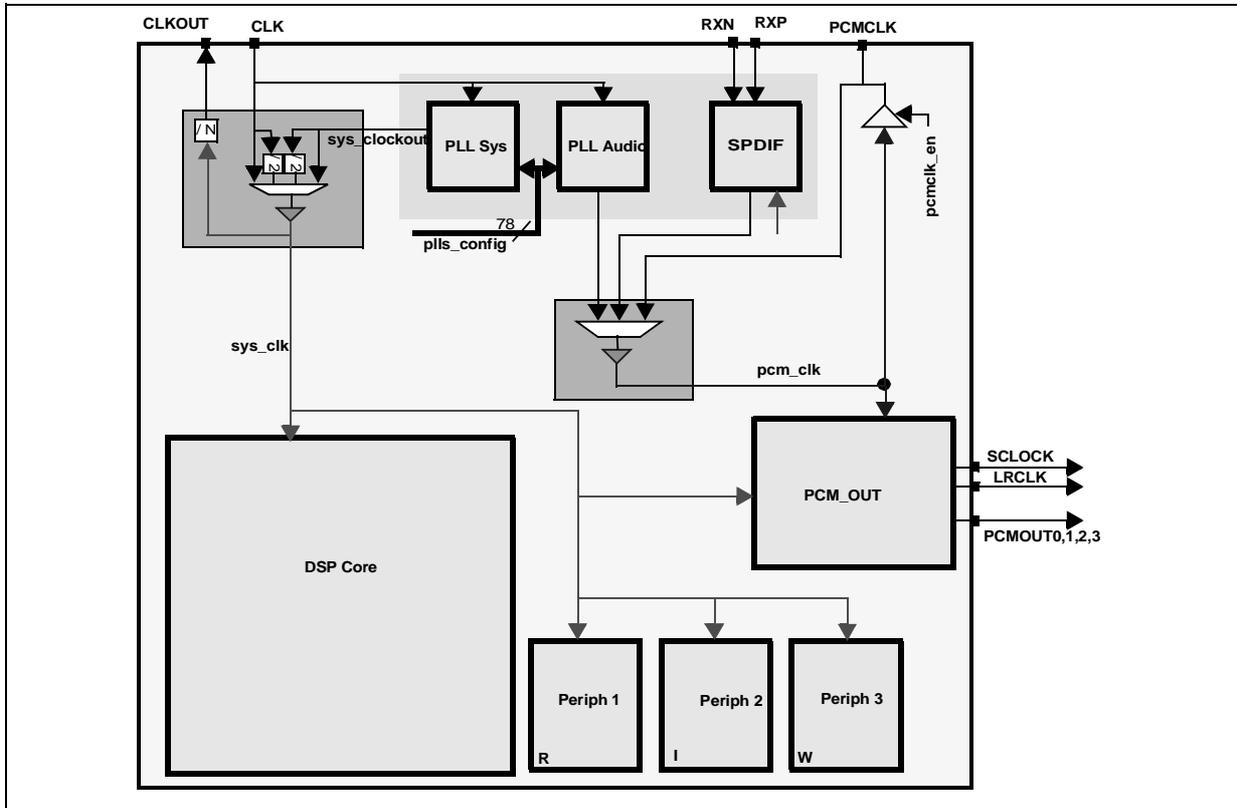 CLKOUT
CLK
RXN
RXP
PCMCLK
/N
/2
/2
sys_clockout
PLL Sys
PLL Audio
SPDIF
pcmclk_en
78
plls_config
sys_clk
pcm_clk
SCLOCK
LRCLK
PCM_OUT
PCMOUT0,1,2,3
DSP Core
Periph 1
Periph 2
Periph 3
R
I
W